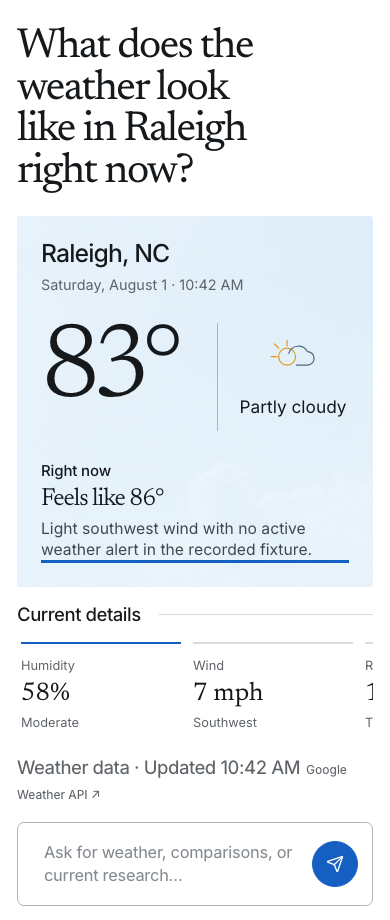 What does the
weather look
like in Raleigh
right now?
Raleigh, NC
Saturday, August 1 · 10:42 AM
83°
Partly cloudy
Right now
Feels like 86°
Light southwest wind with no active
weather alert in the recorded fixture.
Current details
Humidity
58%
Moderate
Wind
7 mph
Southwest
Weather data · Updated 10:42 AM Google
Weather API ↗
Ask for weather, comparisons, or
current research...